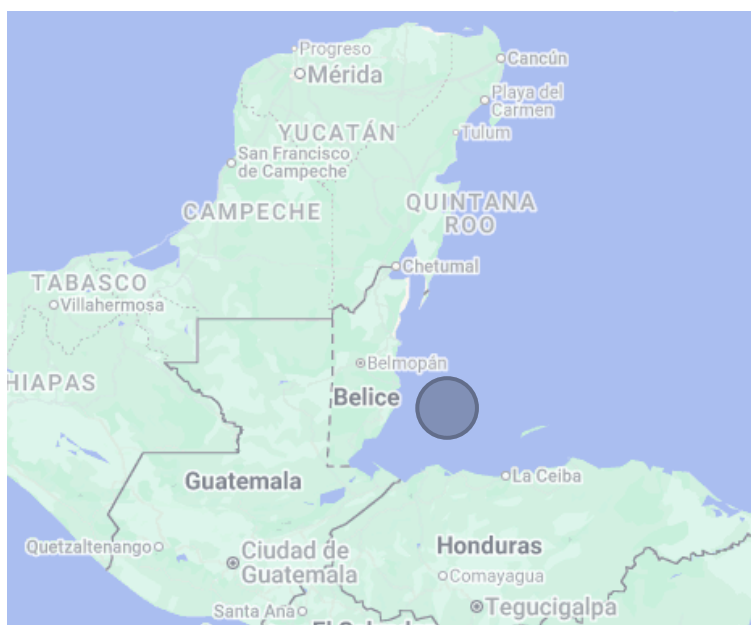 Progreso
Mérida
Cancún
Playa del
Carmen
YUCATÁN
Tulum
San Francisco
de Campeche
CAMPECHE
QUINTANA
ROO
Chetumal
TABASCO
Villahermosa
Belmopán
HIAPAS
Belice
Guatemala
La Ceiba
Quetzaltenango
Ciudad de
Guatemala
Honduras
Comayagua
Santa Ana
Tegucigalpa